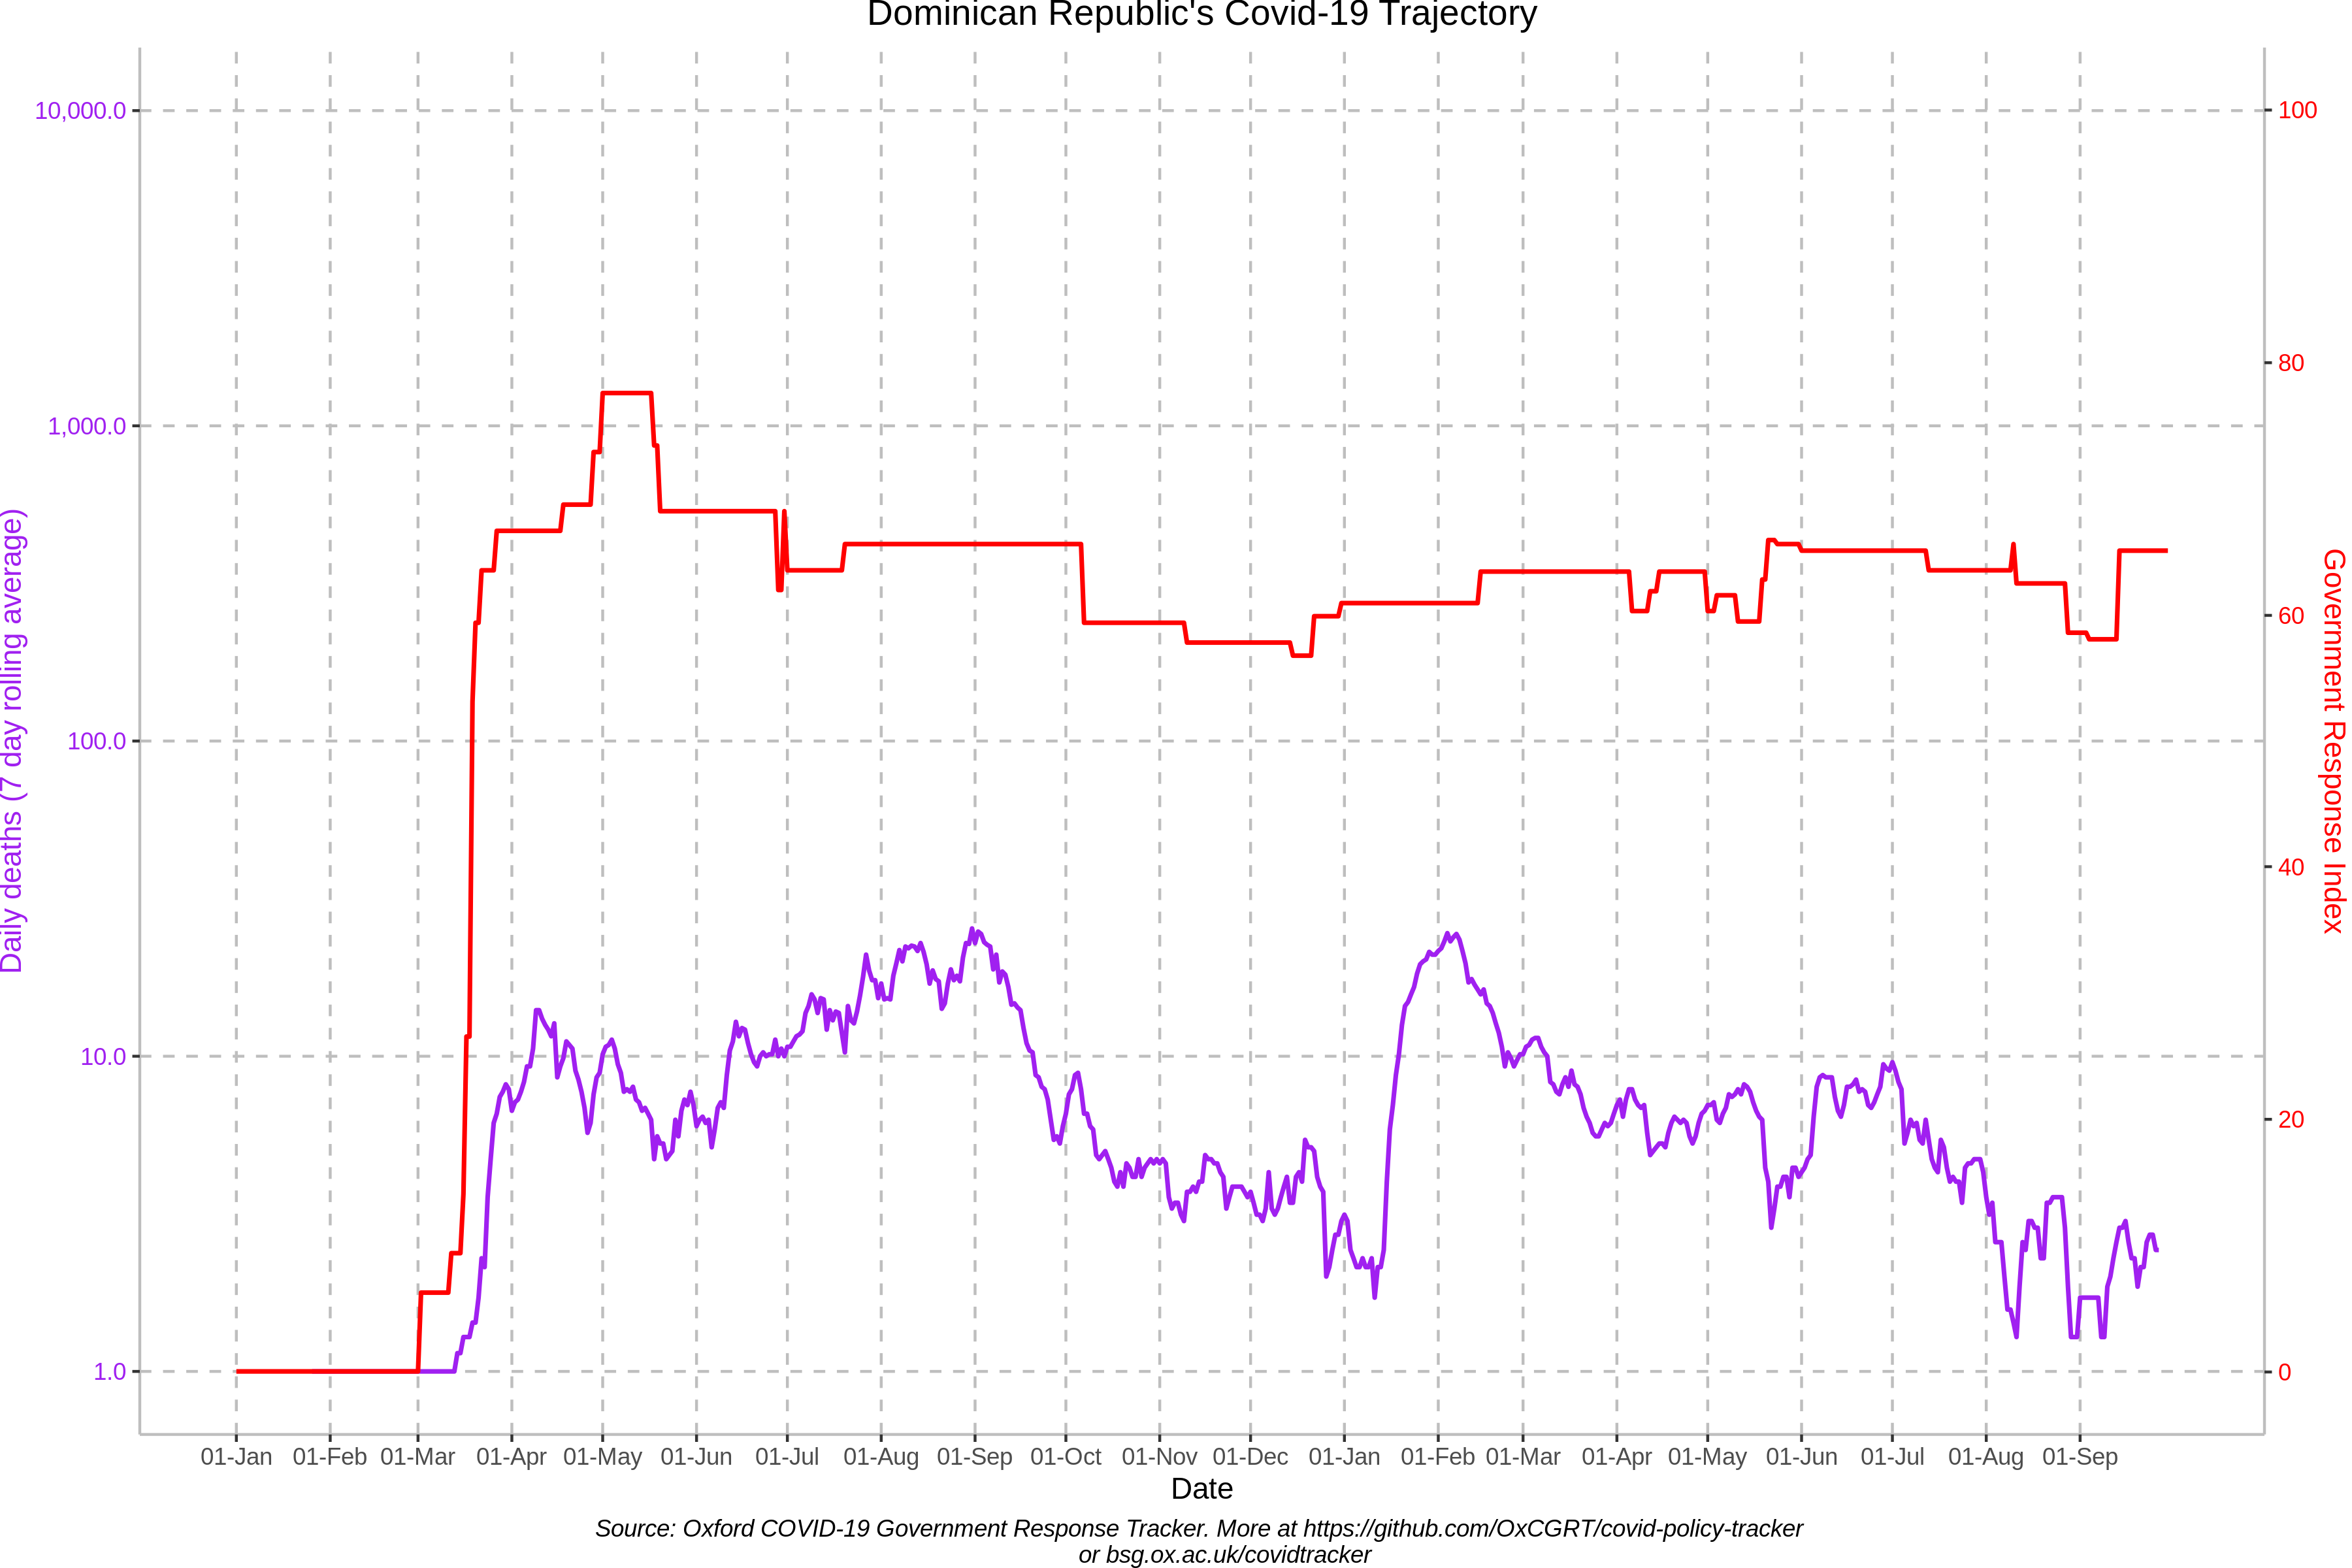 Dominican Republic's Covid-19 Trajectory
Daily deaths (7 day rolling average)
10,000.0
1,000.0
100.0
10.0
1.0
100
80
60
40
20
0
Government Response Index
01-Jan 01-Feb 01-Mar 01-Apr 01-May 01-Jun 01-Jul 01-Aug 01-Sep 01-Oct 01-Nov 01-Dec 01-Jan 01-Feb 01-Mar 01-Apr 01-May 01-Jun 01-Jul 01-Aug 01-Sep
Date
Source: Oxford COVID-19 Government Response Tracker. More at https://github.com/OxCGRT/covid-policy-tracker
or bsg.ox.ac.uk/covidtracker